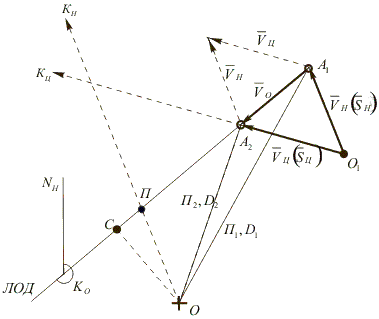 K_Н
V̅_Ц
A_1
K_Ц
V̅_Н
V̅_О
V̅_Н(S̅_Н)
A_2
V̅_Ц(S̅_Ц)
O_1
N_Н
П
П_2, D_2
С
П_1, D_1
ЛОД
K_О
О